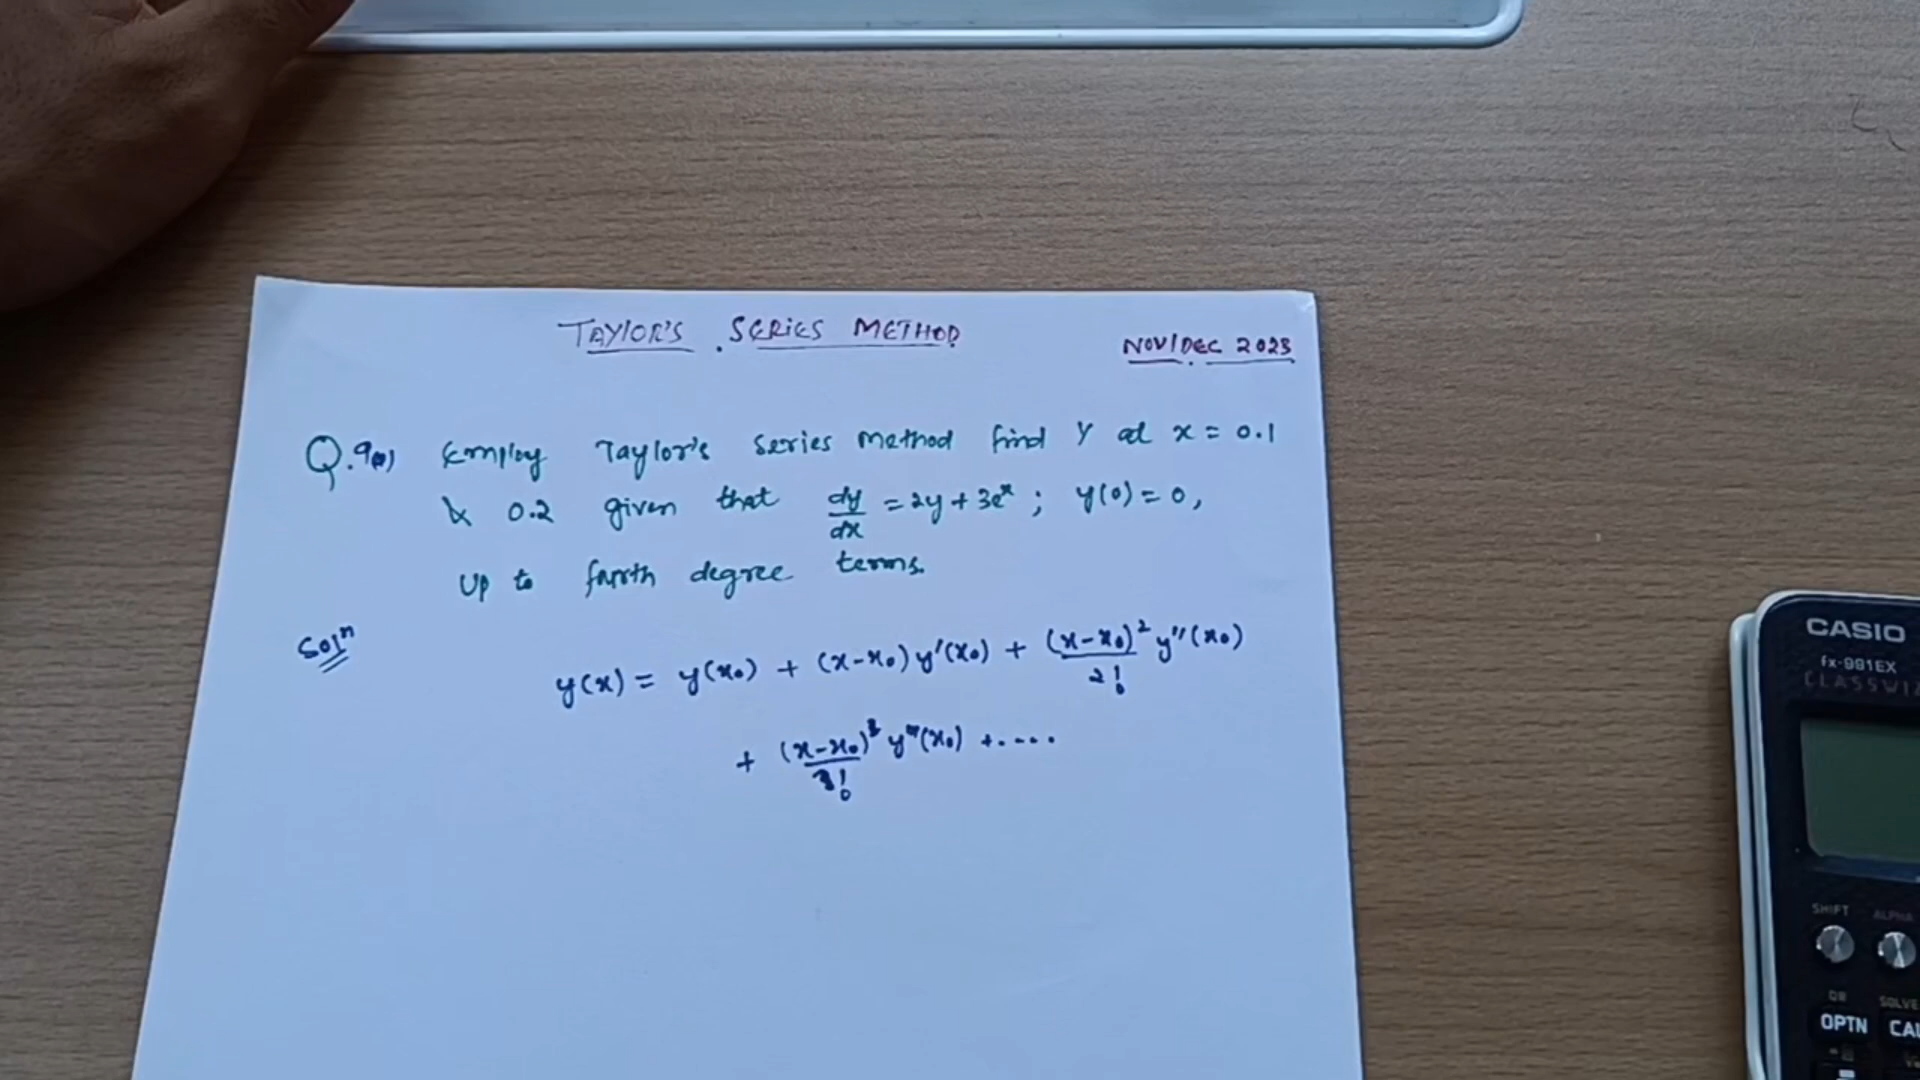 TAYLOR'S SERIES METHOD
NOV/DEC 2023
Q.9(a) Employ Taylor's series method find y at x = 0.1
& 0.2 given that dy/dx = 2y + 3e^x ; y(0) = 0,
up to fourth degree terms.
Solⁿ
y(x) = y(x₀) + (x-x₀) y'(x₀) + (x-x₀)²/2! y''(x₀)
+ (x-x₀)³/3! y'''(x₀) + ....
CASIO
fx-991EX
CLASSWIZ
SHIFT ALPHA
SOLVE
OPTN CAL